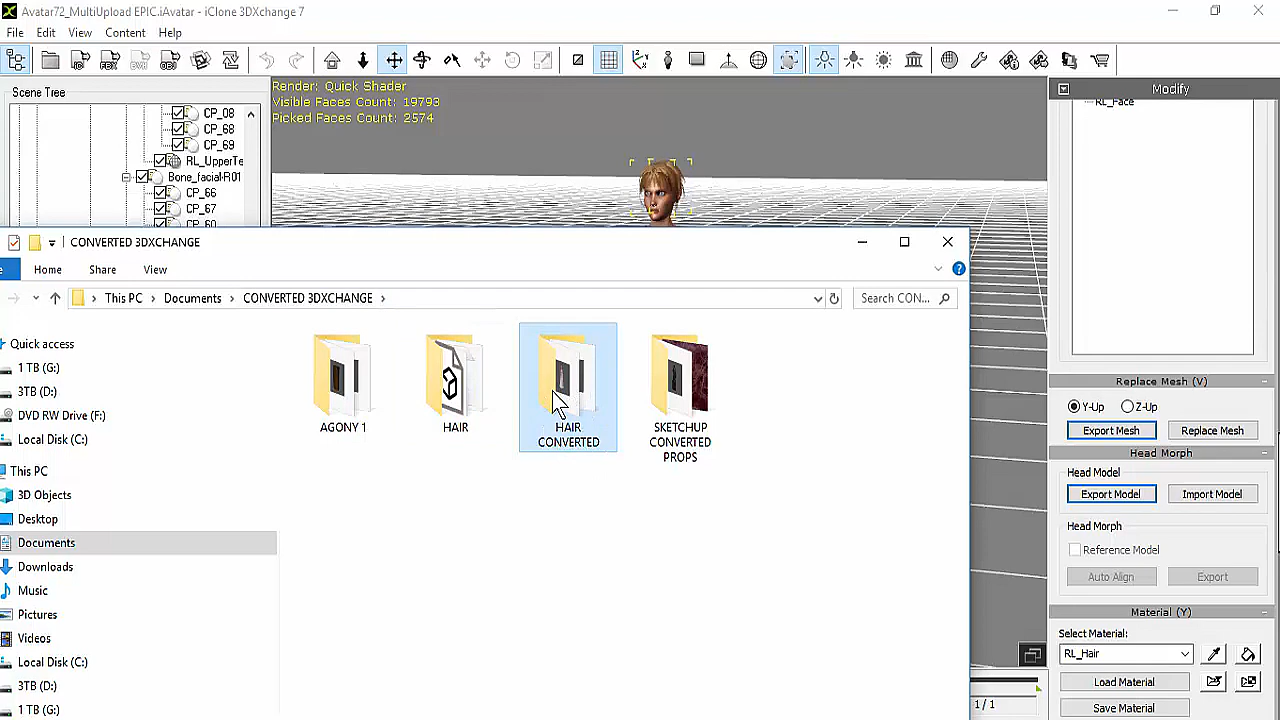 Avatar72_MultiUpload EPIC.iAvatar - iClone 3DXchange 7
File Edit View Content Help
Scene Tree
CP_08
CP_68
CP_69
RL_UpperTe
Bone_facialR01
CP_66
CP_67
Render: Quick Shader
Visible Faces Count: 19793
Picked Faces Count: 2574
Modify
RL_Face
CONVERTED 3DXCHANGE
Home Share View
This PC Documents CONVERTED 3DXCHANGE
Search CON...
Quick access
1 TB (G:)
3TB (D:)
DVD RW Drive (F:)
Local Disk (C:)
This PC
3D Objects
Desktop
Documents
Downloads
Music
Pictures
Videos
Local Disk (C:)
3TB (D:)
1 TB (G:)
AGONY 1
HAIR
HAIR
CONVERTED
SKETCHUP
CONVERTED
PROPS
Replace Mesh (V)
Y-Up Z-Up
Export Mesh Replace Mesh
Head Morph
Head Model
Export Model Import Model
Head Morph
Reference Model
Auto Align Export
Material (Y)
Select Material:
RL_Hair
Load Material
Save Material
1 / 1